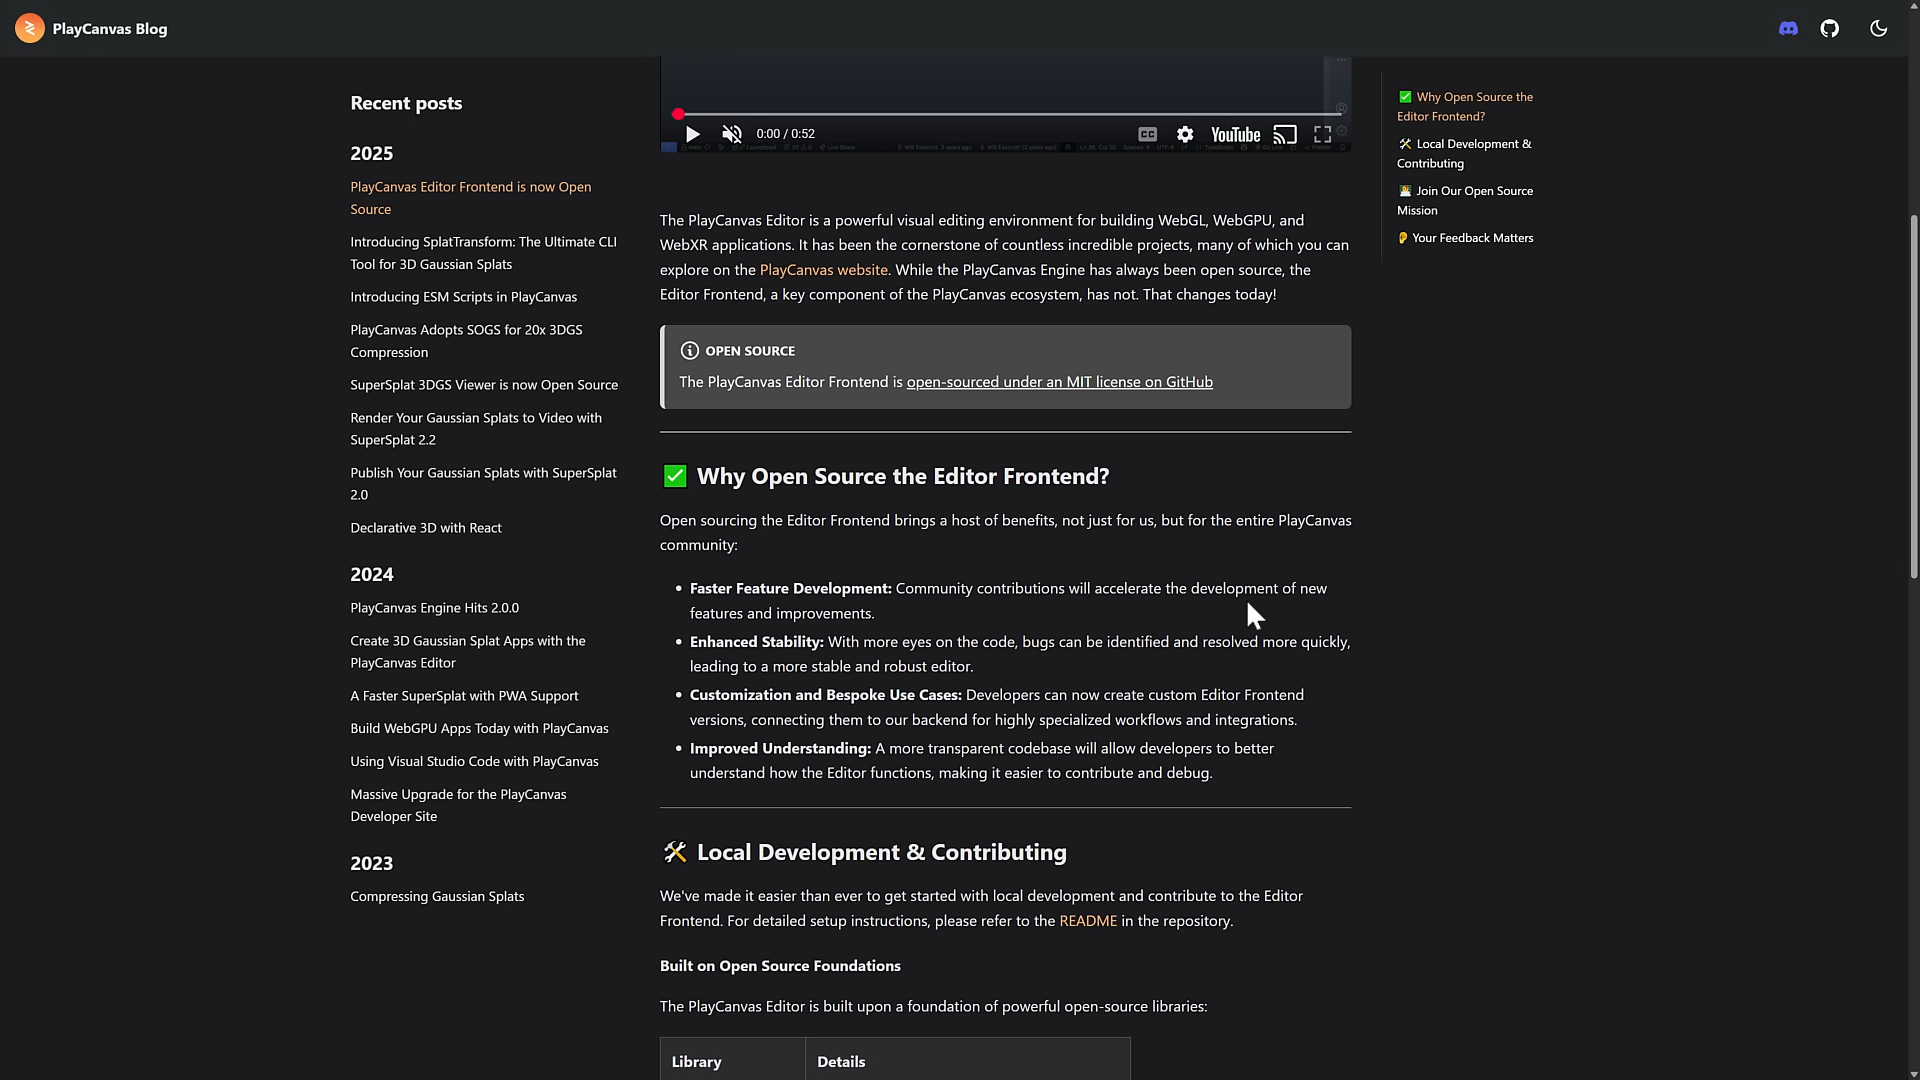 PlayCanvas Blog
Recent posts
2025
PlayCanvas Editor Frontend is now Open
Source
Introducing SplatTransform: The Ultimate CLI
Tool for 3D Gaussian Splats
Introducing ESM Scripts in PlayCanvas
PlayCanvas Adopts SOGS for 20x 3DGS
Compression
SuperSplat 3DGS Viewer is now Open Source
Render Your Gaussian Splats to Video with
SuperSplat 2.2
Publish Your Gaussian Splats with SuperSplat
2.0
Declarative 3D with React
2024
PlayCanvas Engine Hits 2.0.0
Create 3D Gaussian Splat Apps with the
PlayCanvas Editor
A Faster SuperSplat with PWA Support
Build WebGPU Apps Today with PlayCanvas
Using Visual Studio Code with PlayCanvas
Massive Upgrade for the PlayCanvas
Developer Site
2023
Compressing Gaussian Splats
0:00 / 0:52
CC
YouTube
The PlayCanvas Editor is a powerful visual editing environment for building WebGL, WebGPU, and
WebXR applications. It has been the cornerstone of countless incredible projects, many of which you can
explore on the PlayCanvas website. While the PlayCanvas Engine has always been open source, the
Editor Frontend, a key component of the PlayCanvas ecosystem, has not. That changes today!
OPEN SOURCE
The PlayCanvas Editor Frontend is open-sourced under an MIT license on GitHub
✅ Why Open Source the Editor Frontend?
Open sourcing the Editor Frontend brings a host of benefits, not just for us, but for the entire PlayCanvas
community:
• Faster Feature Development: Community contributions will accelerate the development of new
features and improvements.
• Enhanced Stability: With more eyes on the code, bugs can be identified and resolved more quickly,
leading to a more stable and robust editor.
• Customization and Bespoke Use Cases: Developers can now create custom Editor Frontend
versions, connecting them to our backend for highly specialized workflows and integrations.
• Improved Understanding: A more transparent codebase will allow developers to better
understand how the Editor functions, making it easier to contribute and debug.
🛠 Local Development & Contributing
We've made it easier than ever to get started with local development and contribute to the Editor
Frontend. For detailed setup instructions, please refer to the README in the repository.
Built on Open Source Foundations
The PlayCanvas Editor is built upon a foundation of powerful open-source libraries:
Library Details
✅ Why Open Source the
Editor Frontend?
🛠 Local Development &
Contributing
Join Our Open Source
Mission
👂 Your Feedback Matters